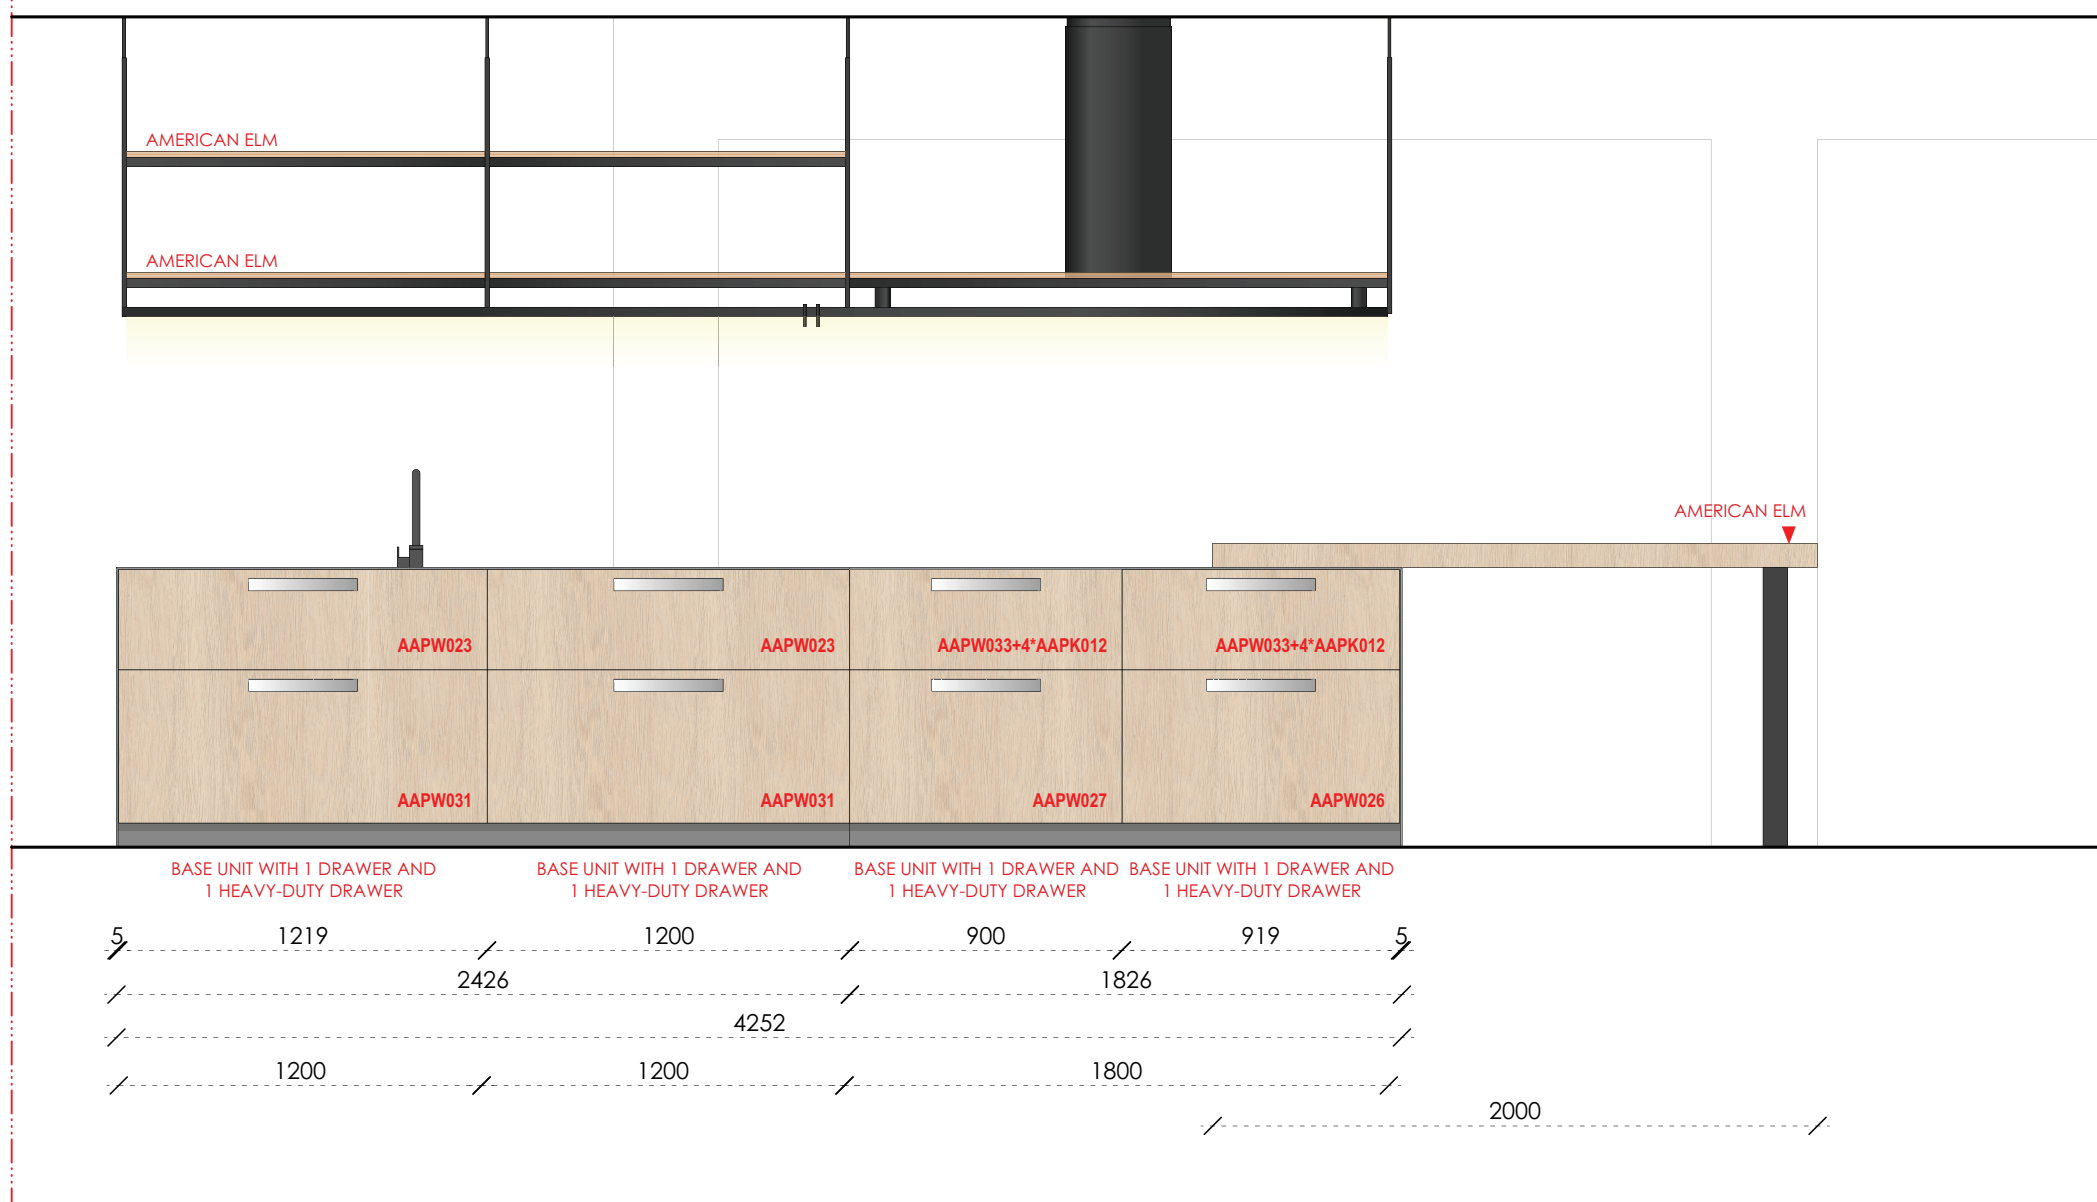 AMERICAN ELM
AMERICAN ELM
AMERICAN ELM
AAPW023
AAPW023
AAPW033+4*AAPK012
AAPW033+4*AAPK012
AAPW031
AAPW031
AAPW027
AAPW026
BASE UNIT WITH 1 DRAWER AND
1 HEAVY-DUTY DRAWER
BASE UNIT WITH 1 DRAWER AND
1 HEAVY-DUTY DRAWER
BASE UNIT WITH 1 DRAWER AND
1 HEAVY-DUTY DRAWER
BASE UNIT WITH 1 DRAWER AND
1 HEAVY-DUTY DRAWER
5 1219 1200 900 919 5
2426 1826
4252
1200 1200 1800
2000